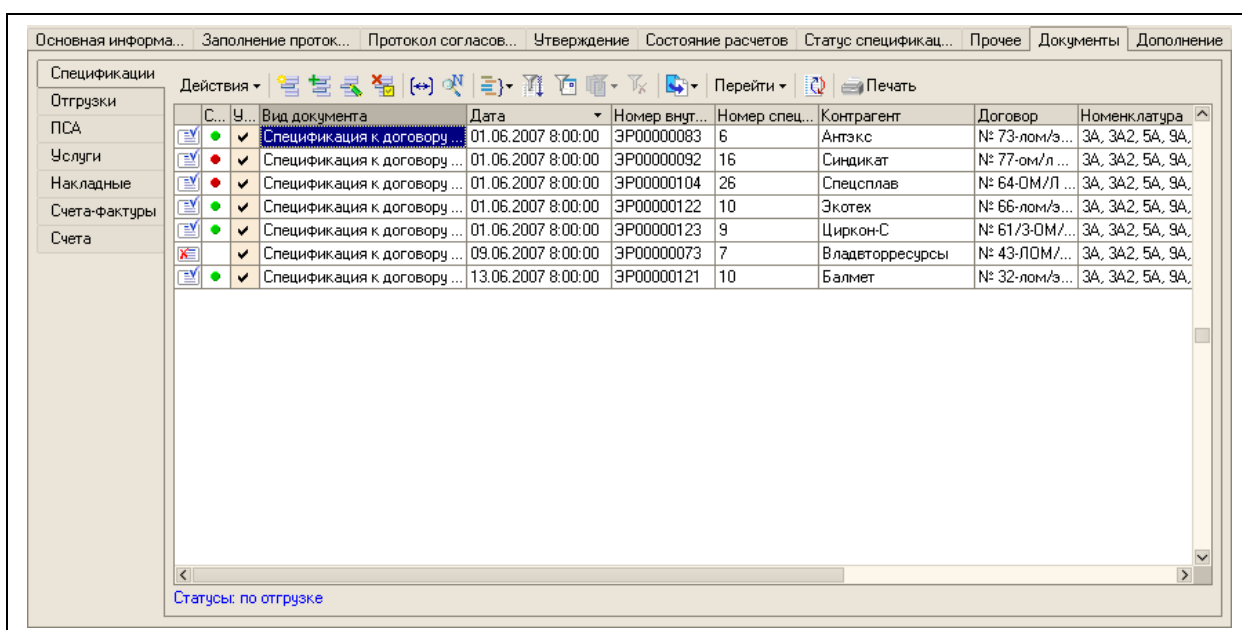 Основная информа... Заполнение проток... Протокол согласов... Утверждение Состояние расчетов Статус спецификац... Прочее Документы Дополнение
Спецификации
Отгрузки
ПСА
Услуги
Накладные
Счета-фактуры
Счета
Действия Перейти Печать
С... У... Вид документа Дата Номер внут... Номер спец... Контрагент Договор Номенклатура
Спецификация к договору ... 01.06.2007 8:00:00 ЭР00000083 6 Антэкс № 73-лом/э... 3А, 3А2, 5А, 9А,
Спецификация к договору ... 01.06.2007 8:00:00 ЭР00000092 16 Синдикат № 77-ом/л ... 3А, 3А2, 5А, 9А,
Спецификация к договору ... 01.06.2007 8:00:00 ЭР00000104 26 Спецсплав № 64-ОМ/Л ... 3А, 3А2, 5А, 9А,
Спецификация к договору ... 01.06.2007 8:00:00 ЭР00000122 10 Экотех № 66-лом/э... 3А, 3А2, 5А, 9А,
Спецификация к договору ... 01.06.2007 8:00:00 ЭР00000123 9 Циркон-С № 61/3-ОМ/... 3А, 3А2, 5А, 9А,
Спецификация к договору ... 09.06.2007 8:00:00 ЭР00000073 7 Владвторресурсы № 43-ЛОМ/... 3А, 3А2, 5А, 9А,
Спецификация к договору ... 13.06.2007 8:00:00 ЭР00000121 10 Балмет № 32-лом/э... 3А, 3А2, 5А, 9А,
Статусы: по отгрузке